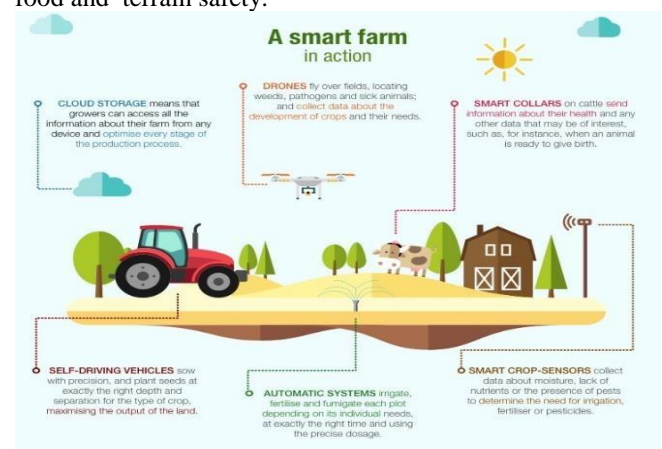 food and terrain safety.
A smart farm
in action
CLOUD STORAGE means that
growers can access all the
information about their farm from any
device and optimise every stage of
the production process.
DRONES fly over fields, locating
weeds, pathogens and sick animals;
and collect data about the
development of crops and their needs.
SMART COLLARS on cattle send
information about their health and any
other data that may be of interest,
such as, for instance, when an animal
is ready to give birth.
SELF-DRIVING VEHICLES sow
with precision, and plant seeds at
exactly the right depth and
separation for the type of crop,
maximising the output of the land.
AUTOMATIC SYSTEMS irrigate,
fertilise and fumigate each plot
depending on its individual needs,
at exactly the right time and using
the precise dosage.
SMART CROP-SENSORS collect
data about moisture, lack of
nutrients or the presence of pests
to determine the need for irrigation,
fertiliser or pesticides.